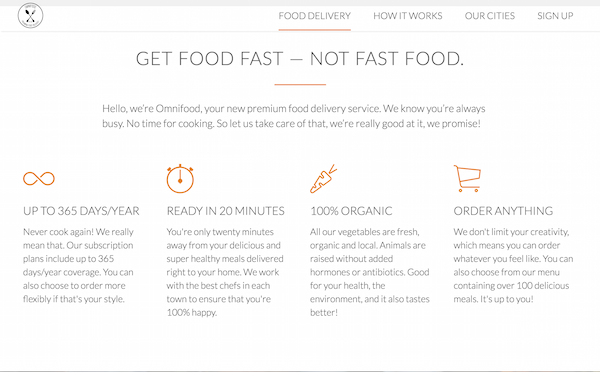 FOOD DELIVERY HOW IT WORKS OUR CITIES SIGN UP
GET FOOD FAST — NOT FAST FOOD.
Hello, we're Omnifood, your new premium food delivery service. We know you're always
busy. No time for cooking. So let us take care of that, we're really good at it, we promise!
UP TO 365 DAYS/YEAR
Never cook again! We really
mean that. Our subscription
plans include up to 365
days/year coverage. You can
also choose to order more
flexibly if that's your style.
READY IN 20 MINUTES
You're only twenty minutes
away from your delicious and
super healthy meals delivered
right to your home. We work
with the best chefs in each
town to ensure that you're
100% happy.
100% ORGANIC
All our vegetables are fresh,
organic and local. Animals are
raised without added
hormones or antibiotics. Good
for your health, the
environment, and it also tastes
better!
ORDER ANYTHING
We don't limit your creativity,
which means you can order
whatever you feel like. You can
also choose from our menu
containing over 100 delicious
meals. It's up to you!